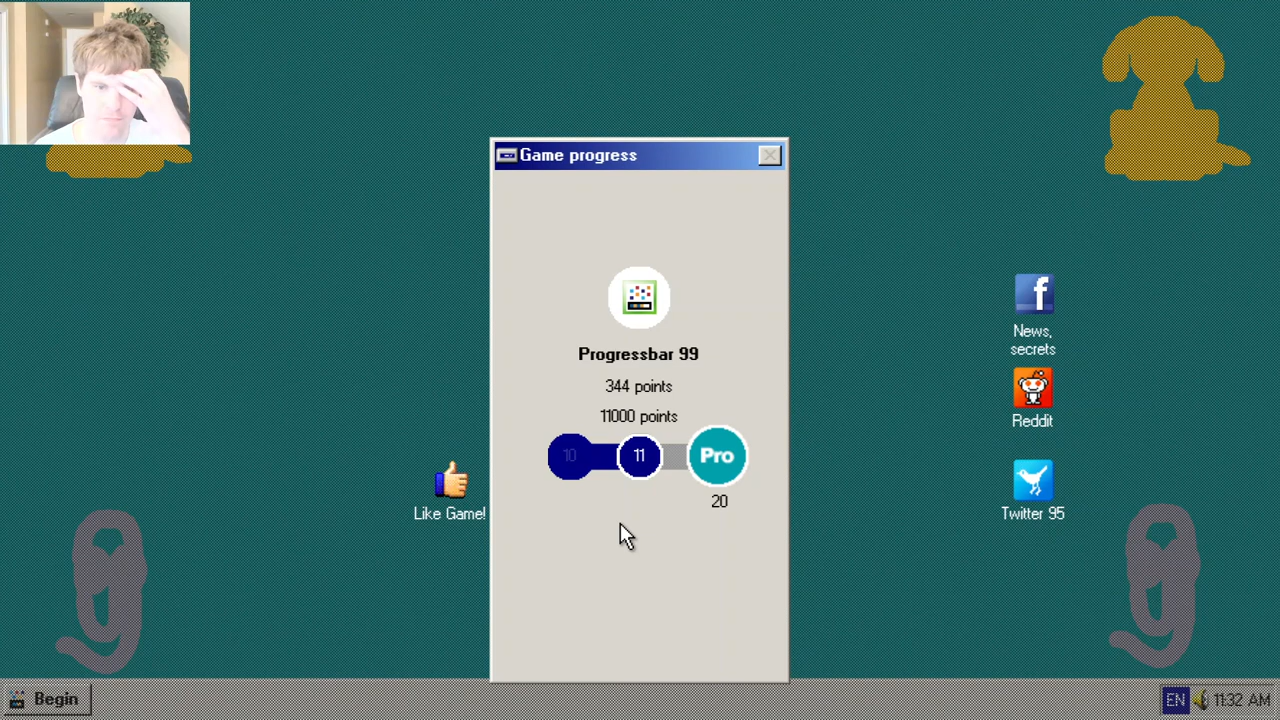 Game progress
Progressbar 99
344 points
11000 points
10
11
Pro
20
f
News,
secrets
Reddit
Like Game!
Twitter 95
Begin
EN
11:32 AM